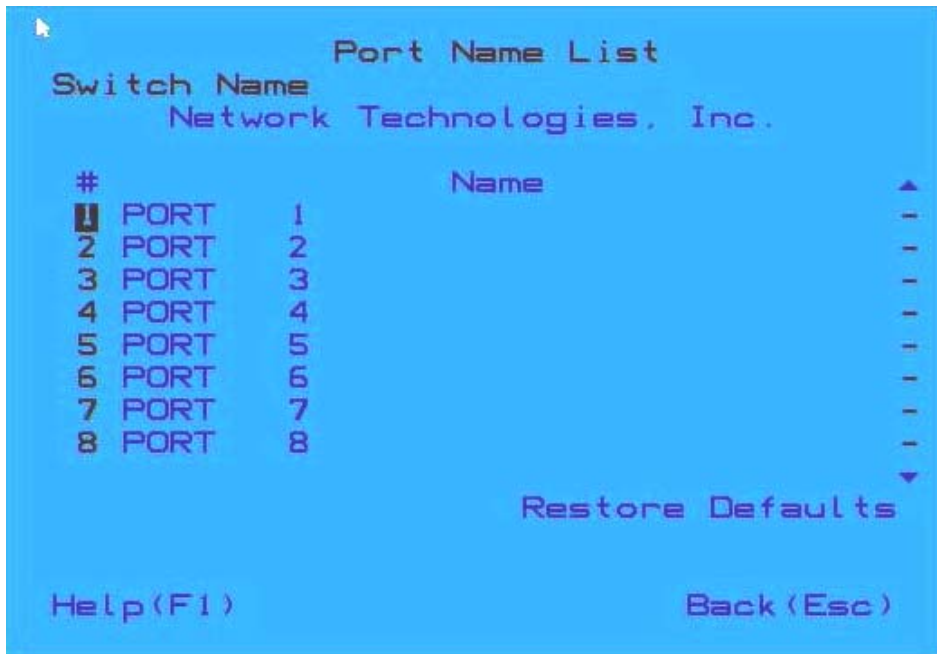 Port Name List
Switch Name
Network Technologies, Inc.
# Name
1 PORT 1
2 PORT 2
3 PORT 3
4 PORT 4
5 PORT 5
6 PORT 6
7 PORT 7
8 PORT 8
Restore Defaults
Help(F1) Back(Esc)